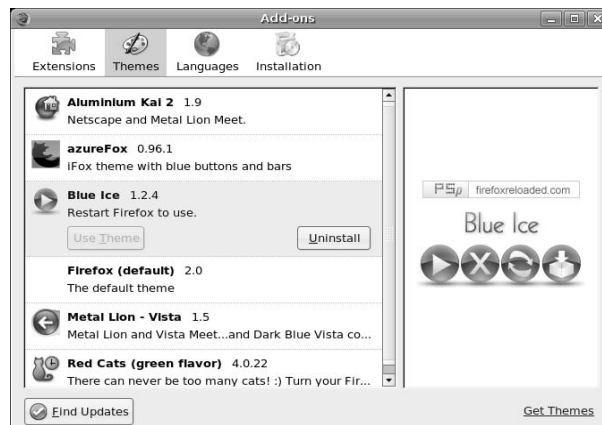 Add-ons
Extensions Themes Languages Installation
Aluminium Kai 2 1.9
Netscape and Metal Lion Meet.
azureFox 0.96.1
iFox theme with blue buttons and bars
Blue Ice 1.2.4
Restart Firefox to use.
Use Theme Uninstall
Firefox (default) 2.0
The default theme
Metal Lion - Vista 1.5
Metal Lion and Vista Meet...and Dark Blue Vista co...
Red Cats (green flavor) 4.0.22
There can never be too many cats! :) Turn your Fir...
PSp firefoxreloaded.com
Blue Ice
Find Updates
Get Themes